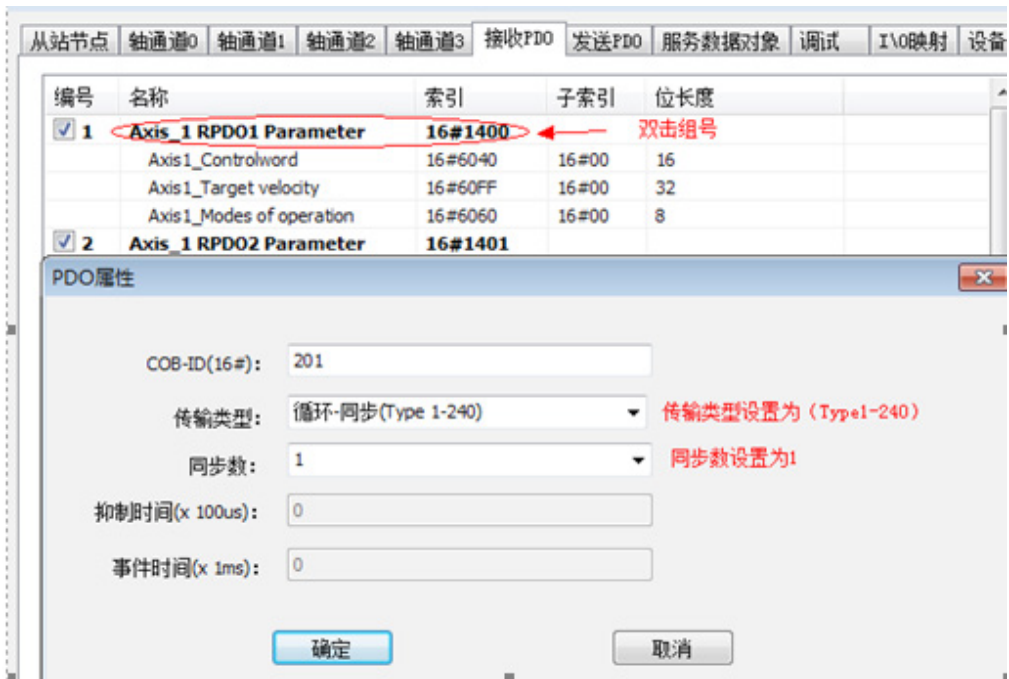 从站节点 轴通道0 轴通道1 轴通道2 轴通道3 接收PDO 发送PDO 服务数据对象 调试 I\O映射 设备
编号 名称 索引 子索引 位长度
1 Axis_1 RPDO1 Parameter 16#1400 双击组号
Axis1_Controlword 16#6040 16#00 16
Axis1_Target velocity 16#60FF 16#00 32
Axis1_Modes of operation 16#6060 16#00 8
2 Axis_1 RPDO2 Parameter 16#1401
PDO属性
COB-ID(16#): 201
传输类型: 循环-同步(Type 1-240) 传输类型设置为（Type1-240）
同步数: 1 同步数设置为1
抑制时间(x 100us): 0
事件时间(x 1ms): 0
确定 取消